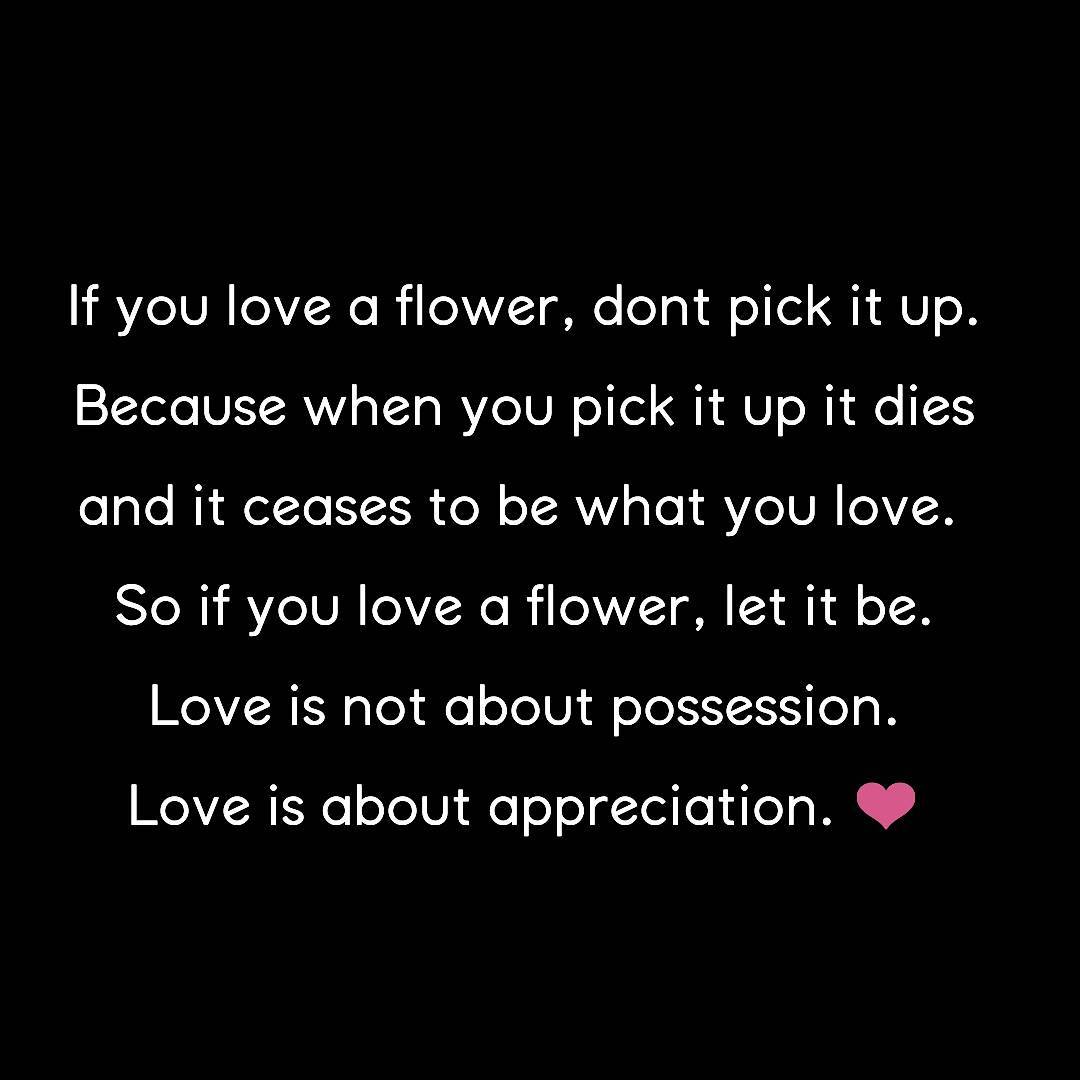 If you love a flower, dont pick it up.
Because when you pick it up it dies
and it ceases to be what you love.
So if you love a flower, let it be.
Love is not about possession.
Love is about appreciation.